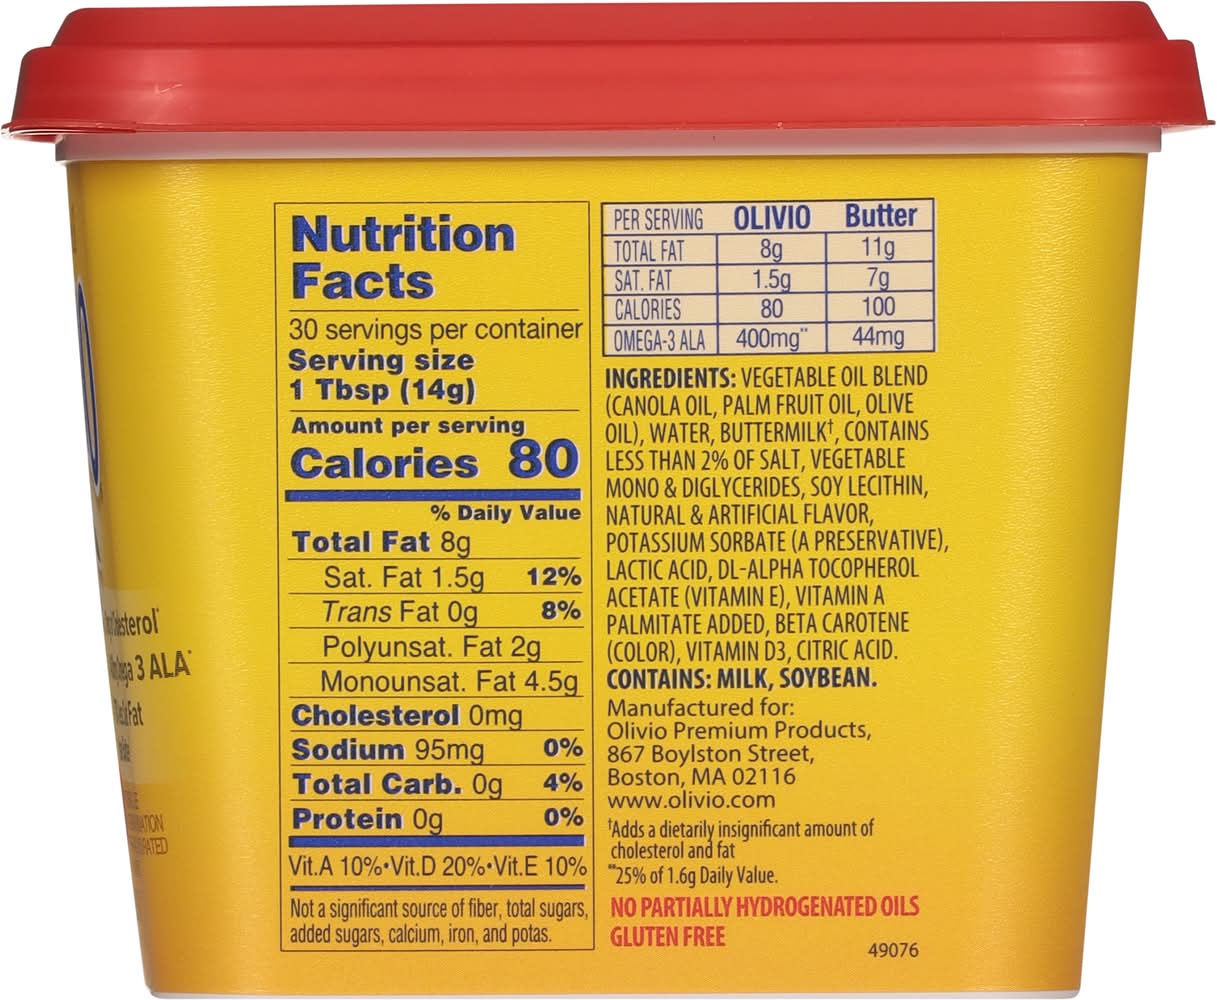 Nutrition
Facts
30 servings per container
Serving size
1 Tbsp (14g)
Amount per serving
Calories 80
% Daily Value
Total Fat 8g
Sat. Fat 1.5g 12%
Trans Fat 0g 8%
Polyunsat. Fat 2g
Monounsat. Fat 4.5g
Cholesterol 0mg
Sodium 95mg 0%
Total Carb. 0g 4%
Protein 0g 0%
Vit.A 10%•Vit.D 20%•Vit.E 10%
Not a significant source of fiber, total sugars,
added sugars, calcium, iron, and potas.
PER SERVING OLIVIO Butter
TOTAL FAT 8g 11g
SAT. FAT 1.5g 7g
CALORIES 80 100
OMEGA-3 ALA 400mg** 44mg
INGREDIENTS: VEGETABLE OIL BLEND
(CANOLA OIL, PALM FRUIT OIL, OLIVE
OIL), WATER, BUTTERMILK†, CONTAINS
LESS THAN 2% OF SALT, VEGETABLE
MONO & DIGLYCERIDES, SOY LECITHIN,
NATURAL & ARTIFICIAL FLAVOR,
POTASSIUM SORBATE (A PRESERVATIVE),
LACTIC ACID, DL-ALPHA TOCOPHEROL
ACETATE (VITAMIN E), VITAMIN A
PALMITATE ADDED, BETA CAROTENE
(COLOR), VITAMIN D3, CITRIC ACID.
CONTAINS: MILK, SOYBEAN.
Manufactured for:
Olivio Premium Products,
867 Boylston Street,
Boston, MA 02116
www.olivio.com
†Adds a dietarily insignificant amount of
cholesterol and fat
**25% of 1.6g Daily Value.
NO PARTIALLY HYDROGENATED OILS
GLUTEN FREE
49076
3 ALA*
Fat